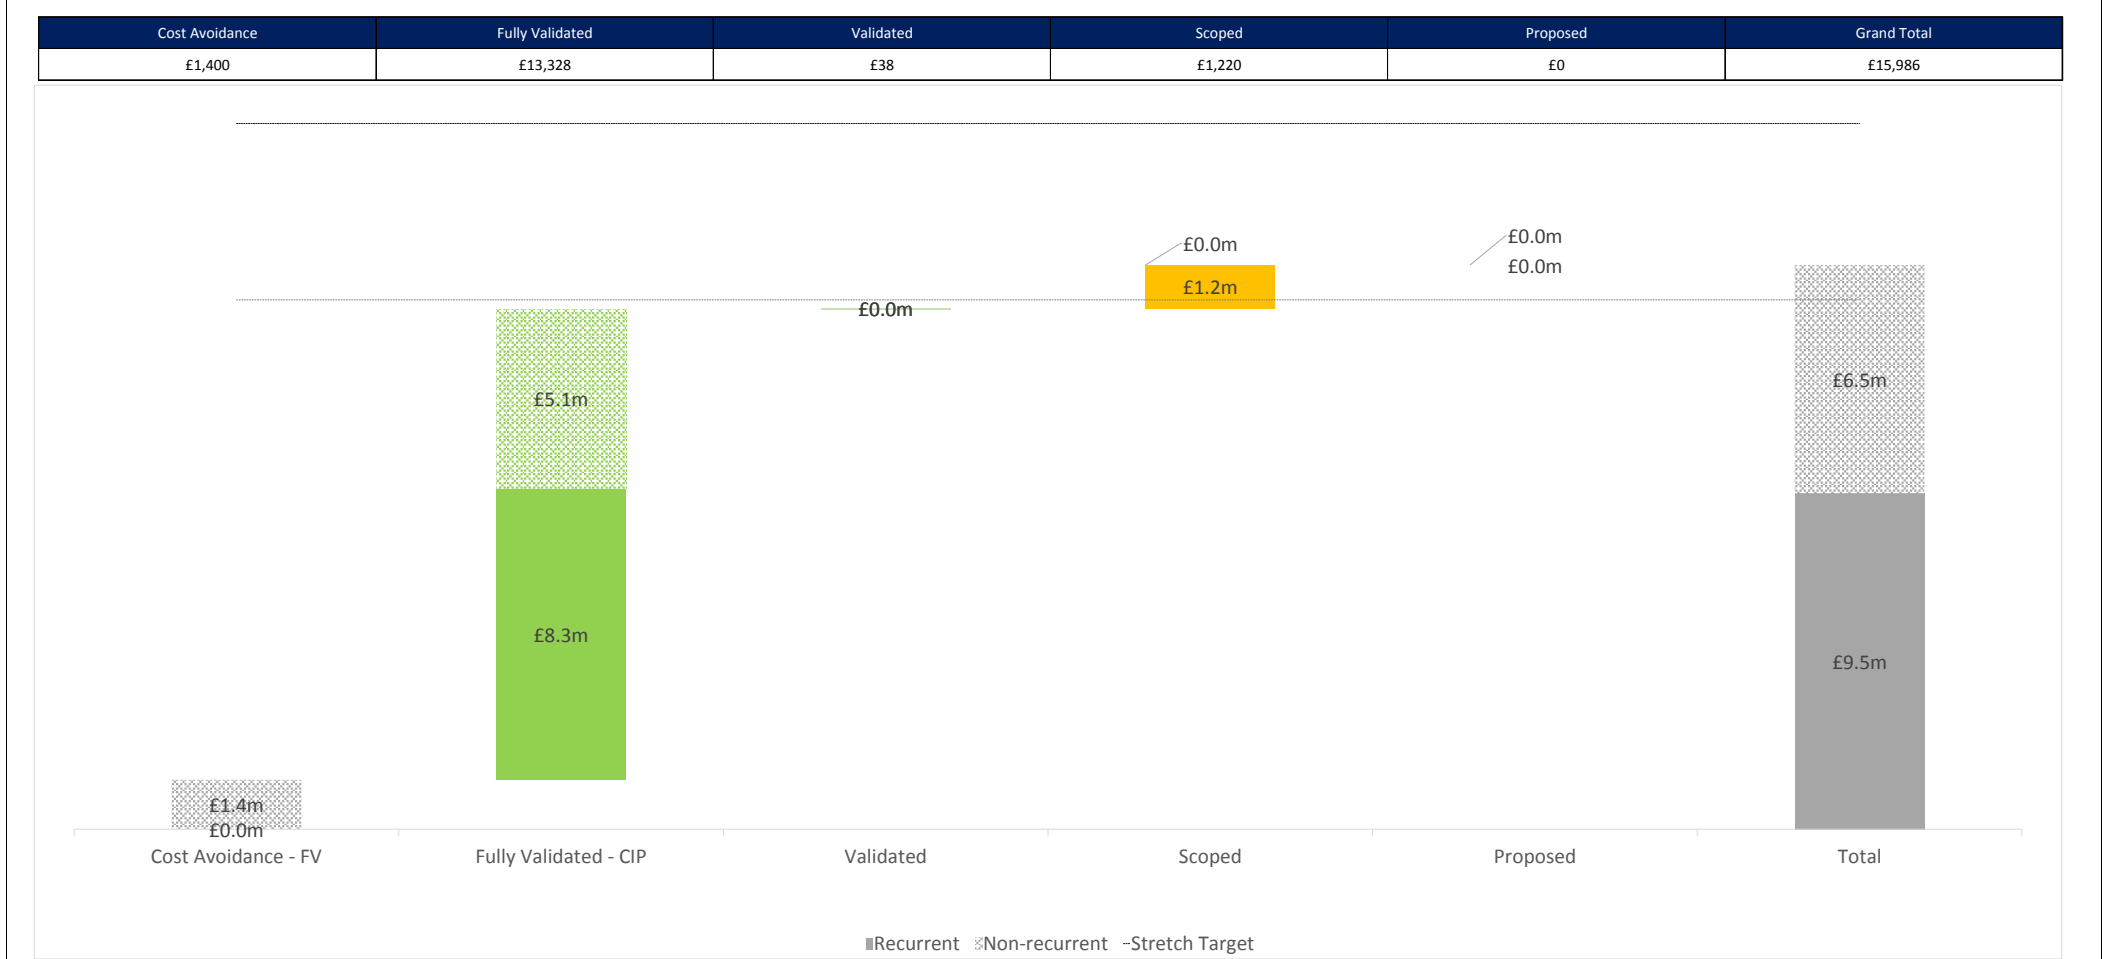 Cost Avoidance Fully Validated Validated Scoped Proposed Grand Total
£1,400 £13,328 £38 £1,220 £0 £15,986
£0.0m
£0.0m
£0.0m
£1.2m
£0.0m
£6.5m
£5.1m
£8.3m
£9.5m
£1.4m
£0.0m
Cost Avoidance - FV Fully Validated - CIP Validated Scoped Proposed Total
Recurrent Non-recurrent Stretch Target